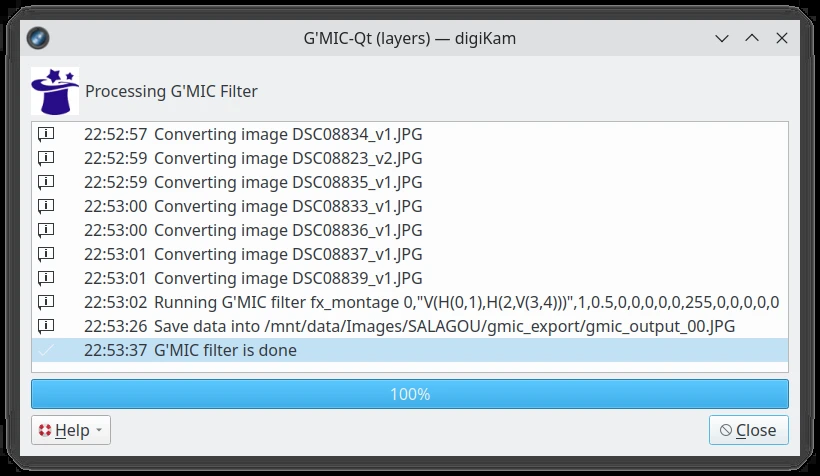 G'MIC-Qt (layers) — digiKam
Processing G'MIC Filter
22:52:57 Converting image DSC08834_v1.JPG
22:52:59 Converting image DSC08823_v2.JPG
22:52:59 Converting image DSC08835_v1.JPG
22:53:00 Converting image DSC08833_v1.JPG
22:53:00 Converting image DSC08836_v1.JPG
22:53:01 Converting image DSC08837_v1.JPG
22:53:01 Converting image DSC08839_v1.JPG
22:53:02 Running G'MIC filter fx_montage 0,"V(H(0,1),H(2,V(3,4)))",1,0.5,0,0,0,0,0,255,0,0,0,0,0
22:53:26 Save data into /mnt/data/Images/SALAGOU/gmic_export/gmic_output_00.JPG
22:53:37 G'MIC filter is done
100%
Help
Close